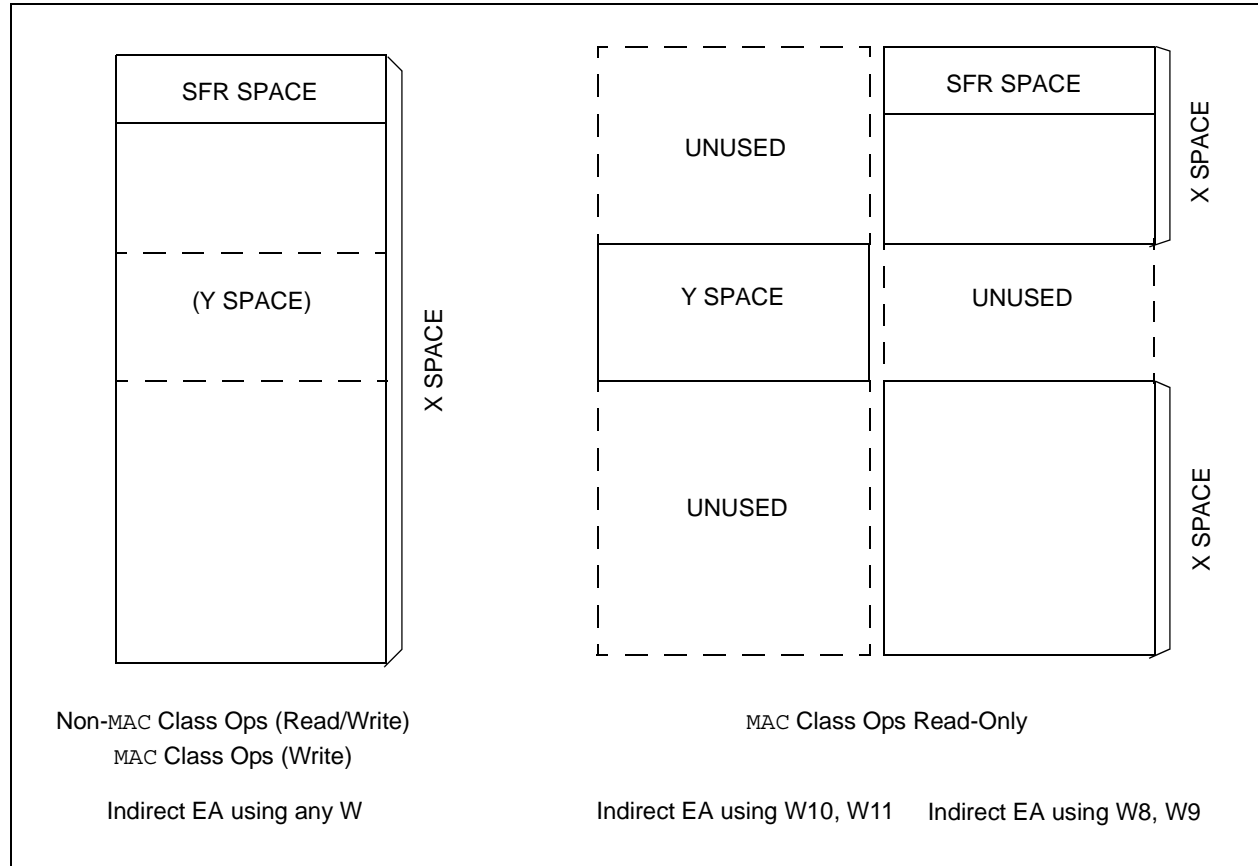 SFR SPACE
(Y SPACE)
X SPACE
Non-MAC Class Ops (Read/Write)
MAC Class Ops (Write)
Indirect EA using any W
UNUSED
Y SPACE
UNUSED
SFR SPACE
X SPACE
UNUSED
X SPACE
MAC Class Ops Read-Only
Indirect EA using W10, W11
Indirect EA using W8, W9